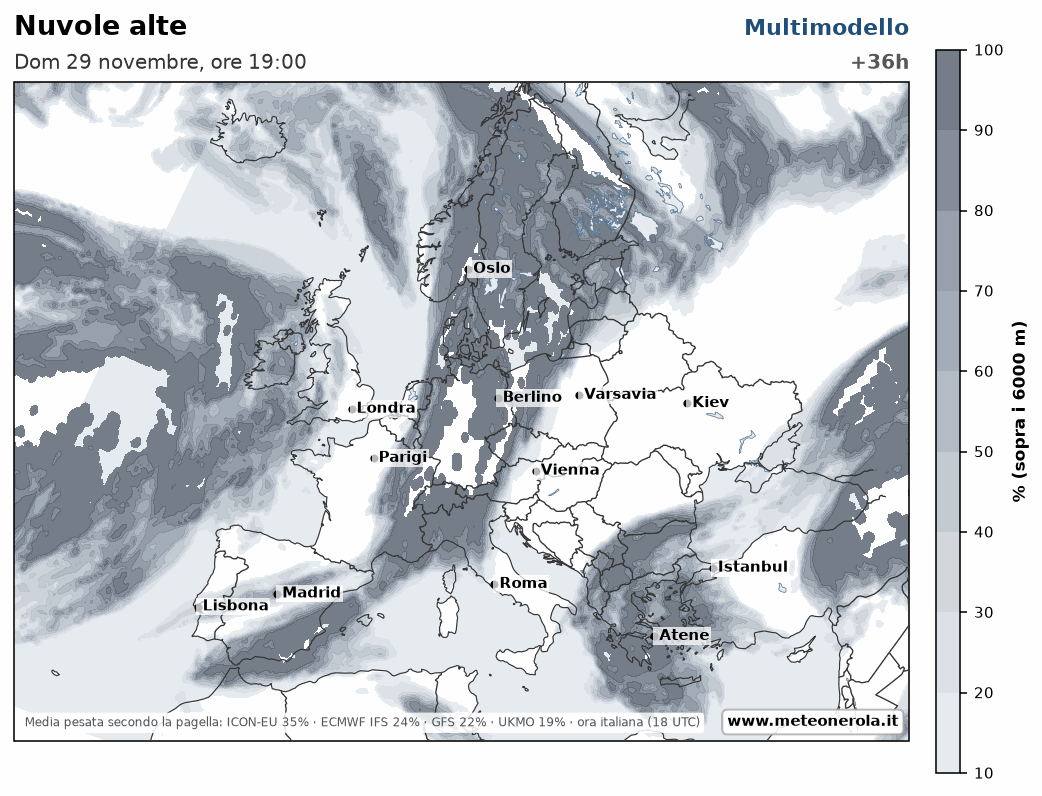 Nuvole alte
Multimodello
Dom 29 novembre, ore 19:00
+36h
Oslo
Londra
Berlino
Varsavia
Kiev
Parigi
Vienna
Roma
Istanbul
Madrid
Lisbona
Atene
Media pesata secondo la pagella: ICON-EU 35% · ECMWF IFS 24% · GFS 22% · UKMO 19% · ora italiana (18 UTC)
www.meteonerola.it
100
90
80
70
60
50
40
30
20
10
% (sopra i 6000 m)